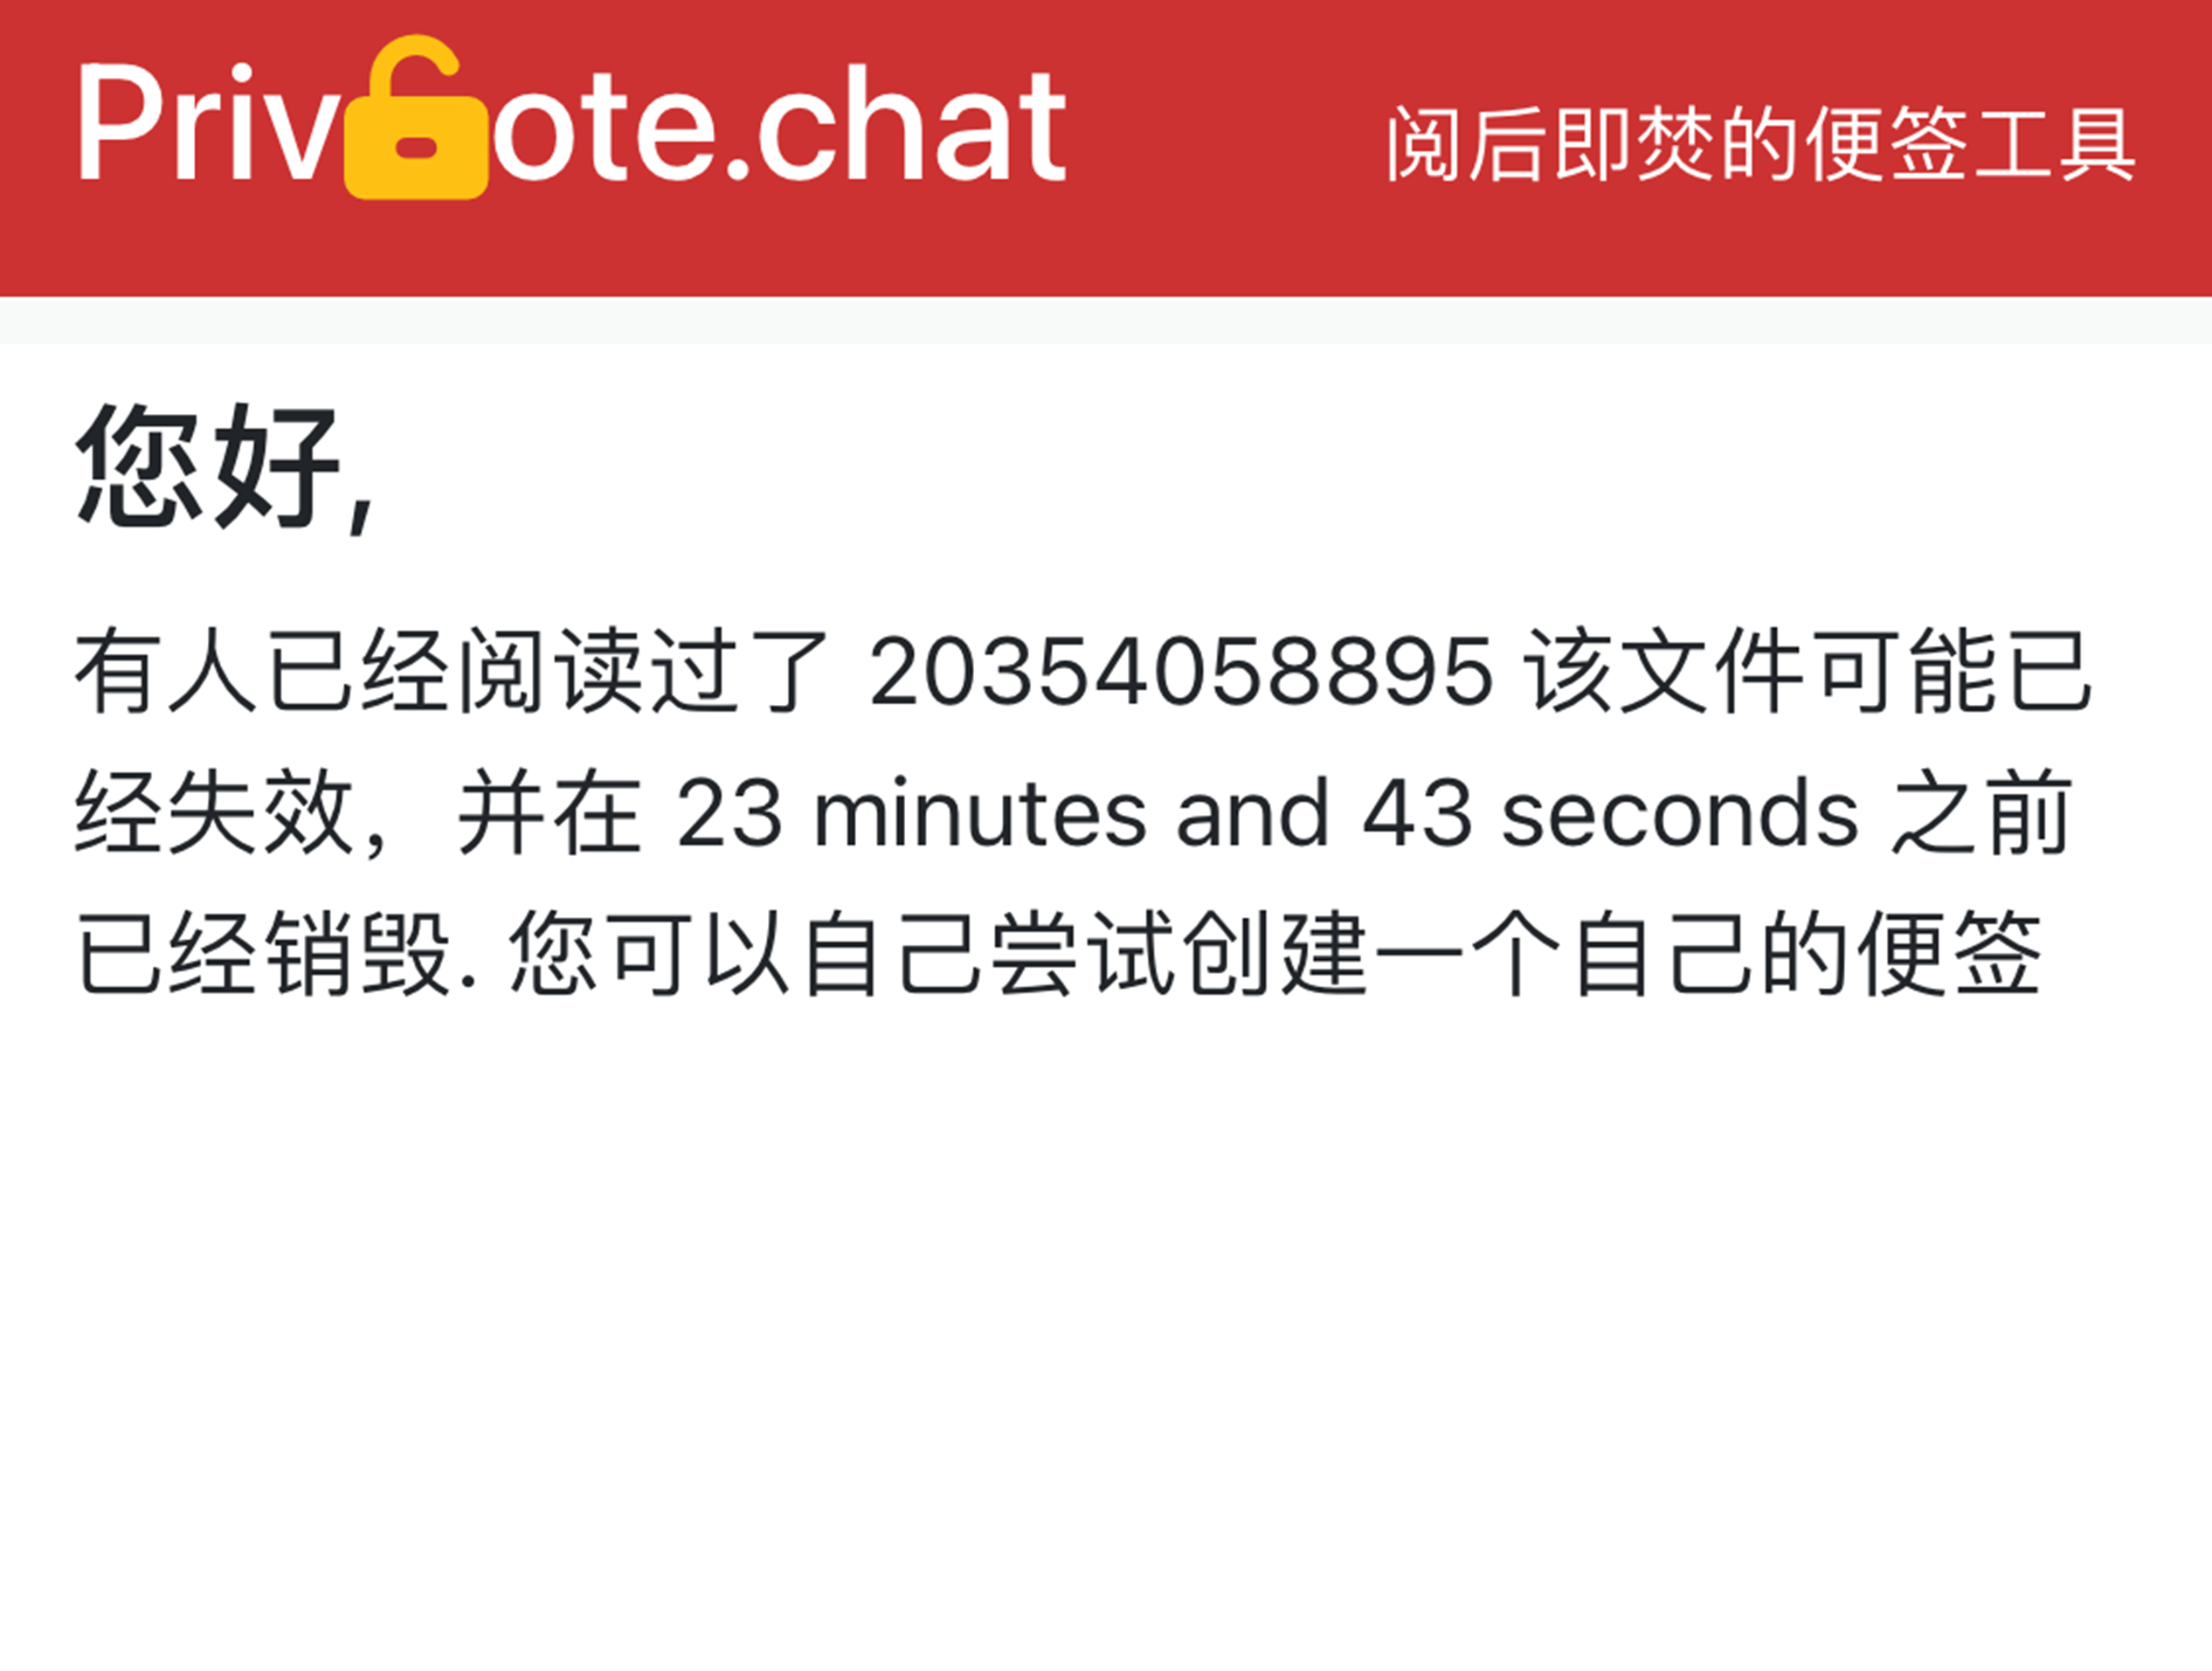 Privote.chat
阅后即焚的便签工具
您好,
有人已经阅读过了 20354058895 该文件可能已
经失效，并在 23 minutes and 43 seconds 之前
已经销毁. 您可以自己尝试创建一个自己的便签